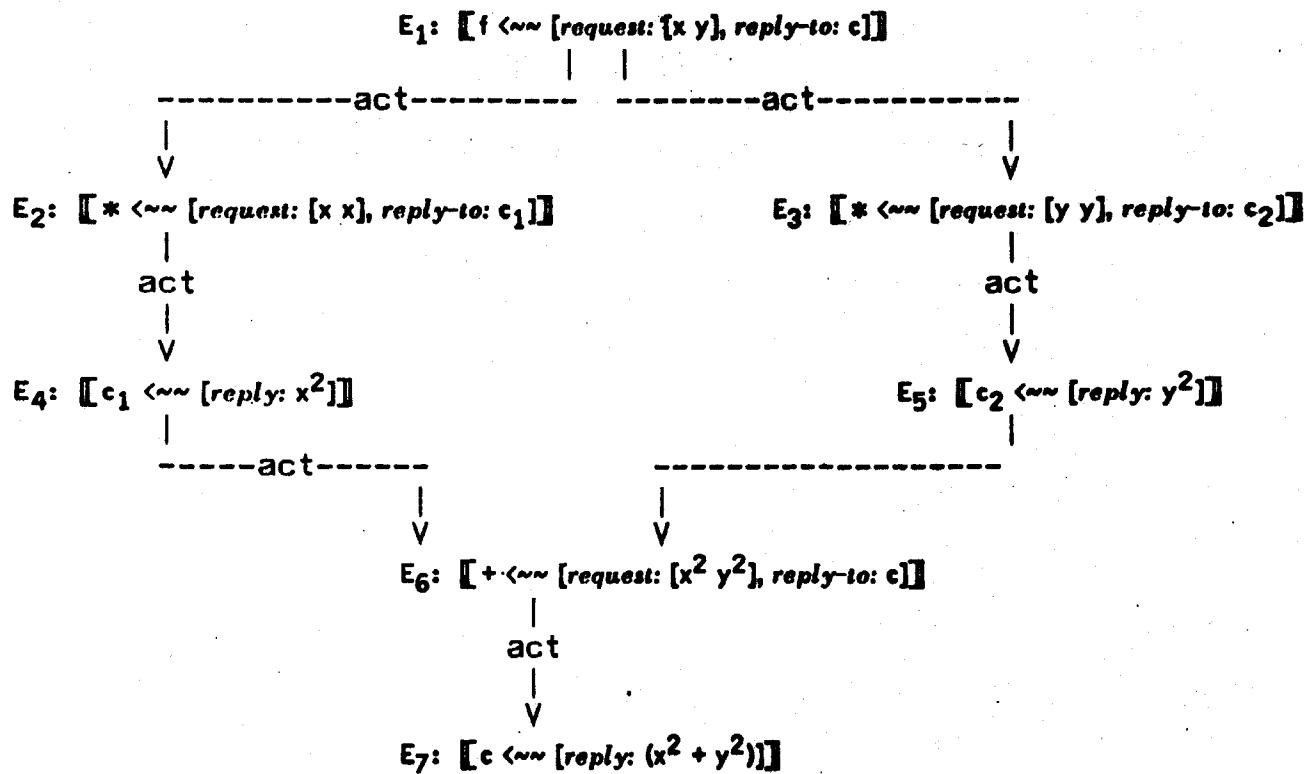 E₁: ⟦f <~~ [request: [x y], reply-to: c]⟧
----------act--------- --------act-----------
E₂: ⟦* <~~ [request: [x x], reply-to: c₁]⟧ E₃: ⟦* <~~ [request: [y y], reply-to: c₂]⟧
act act
E₄: ⟦c₁ <~~ [reply: x²]⟧ E₅: ⟦c₂ <~~ [reply: y²]⟧
-----act------ ------------------
E₆: ⟦+ <~~ [request: [x² y²], reply-to: c]⟧
act
E₇: ⟦c <~~ [reply: (x² + y²)]⟧